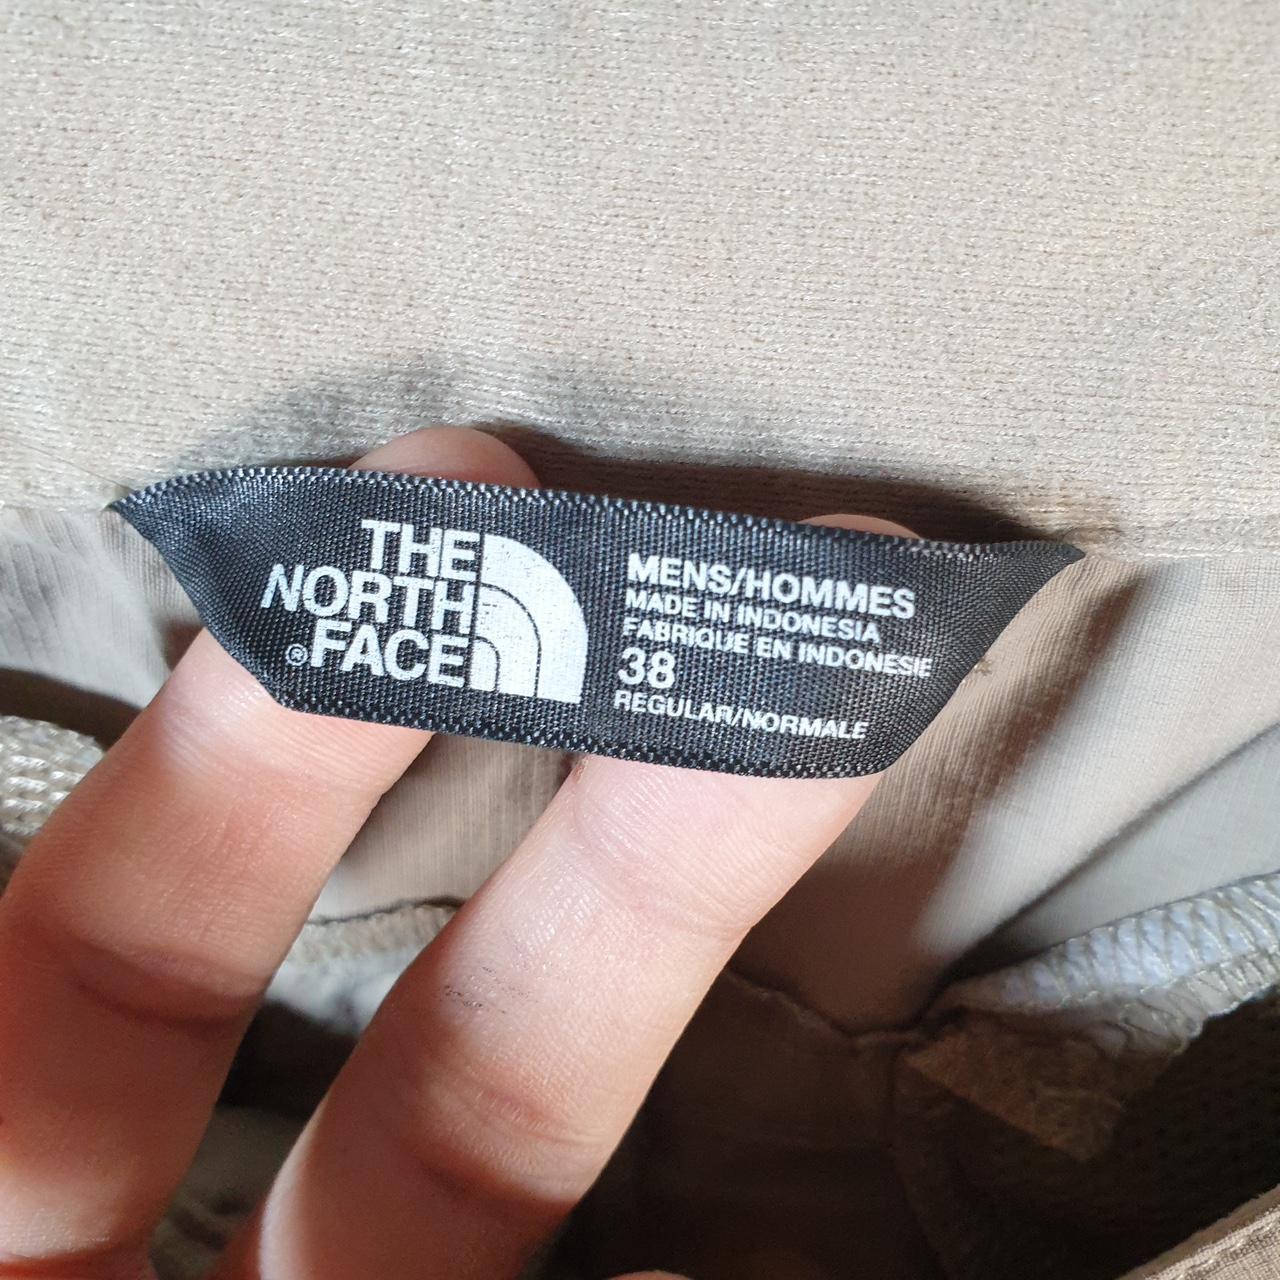 THE
NORTH
®FACE
MENS/HOMMES
MADE IN INDONESIA
FABRIQUE EN INDONESIE
38
REGULAR/NORMALE